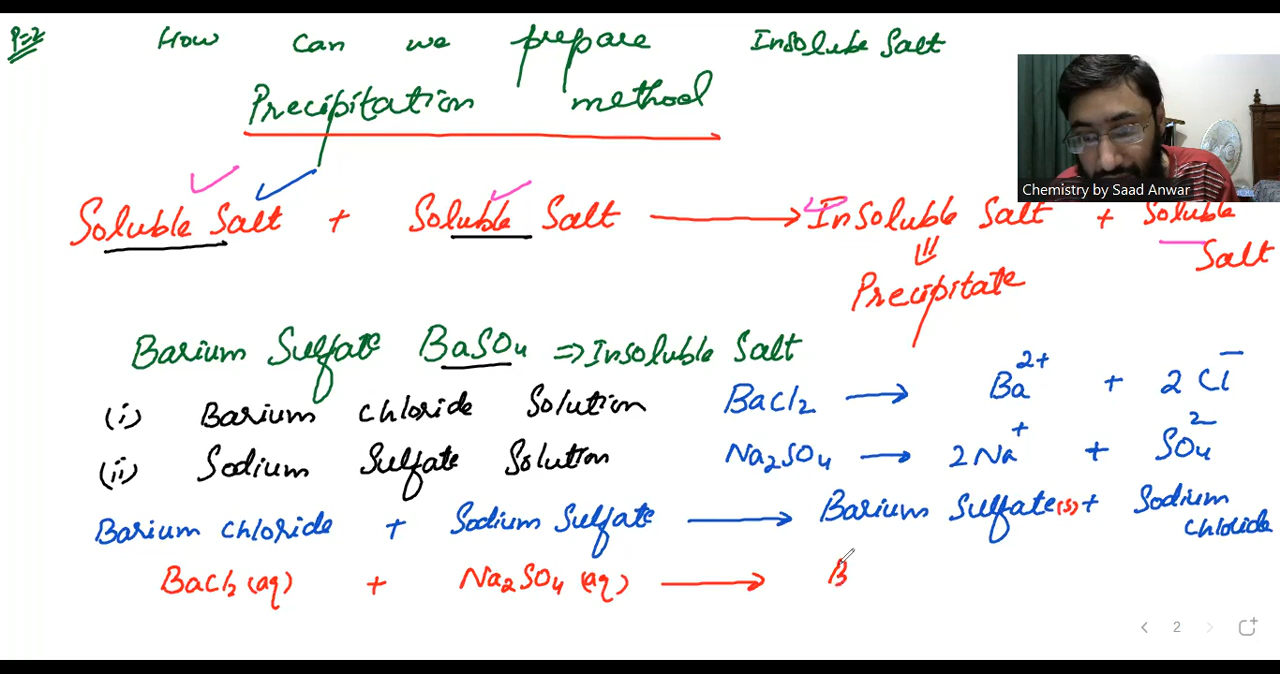 P=2
How can we prepare Insoluble Salt
Precipitation method
Chemistry by Saad Anwar
Soluble Salt + Soluble Salt ⟶ Insoluble Salt + Soluble
Salt
Precipitate
Barium Sulfate BaSO₄ ⇒ Insoluble Salt
(i) Barium chloride Solution BaCl₂ ⟶ Ba²⁺ + 2Cl⁻
(ii) Sodium Sulfate Solution Na₂SO₄ ⟶ 2Na⁺ + SO₄²⁻
Barium chloride + Sodium Sulfate ⟶ Barium Sulfate(s) + Sodium
chloride
BaCl₂(aq) + Na₂SO₄(aq) ⟶ B
2